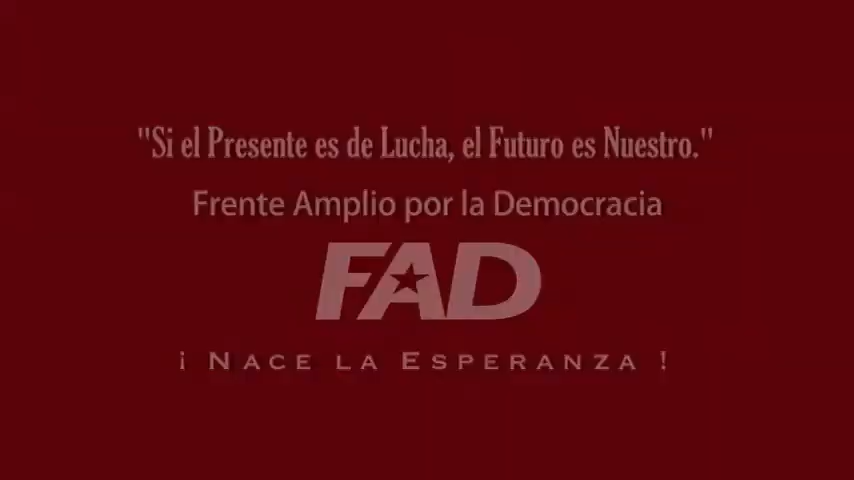 "Si el Presente es de Lucha, el Futuro es Nuestro."
Frente Amplio por la Democracia
FAD
¡ NACE LA ESPERANZA !